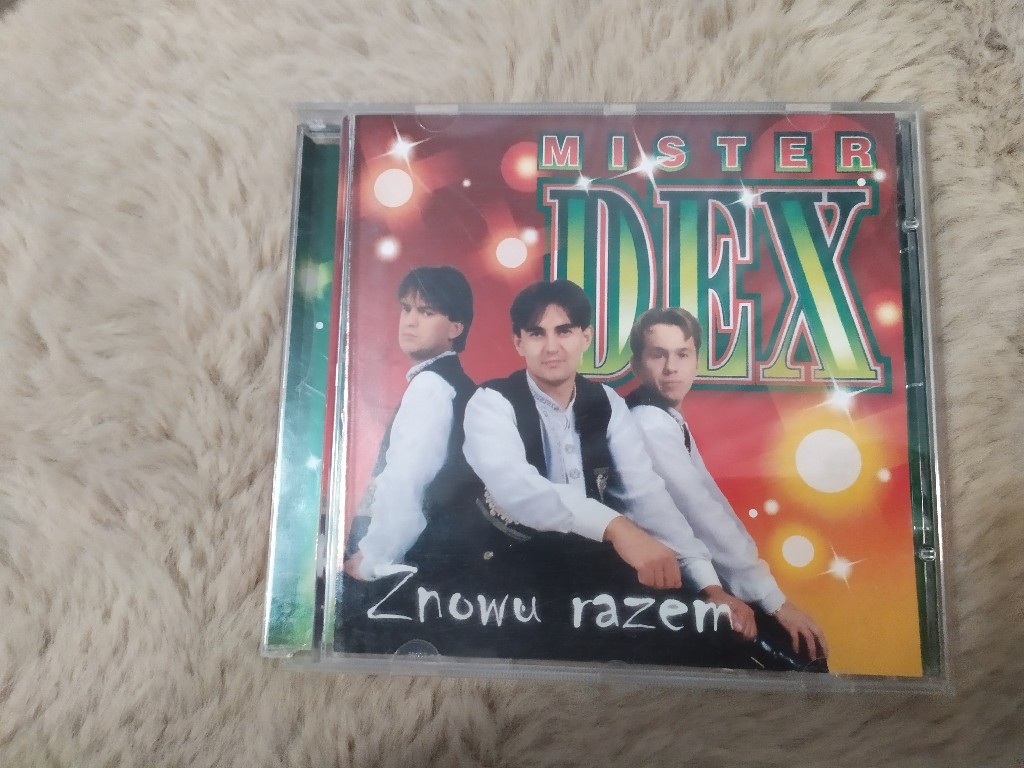 MISTER
DEX
Znowu razem